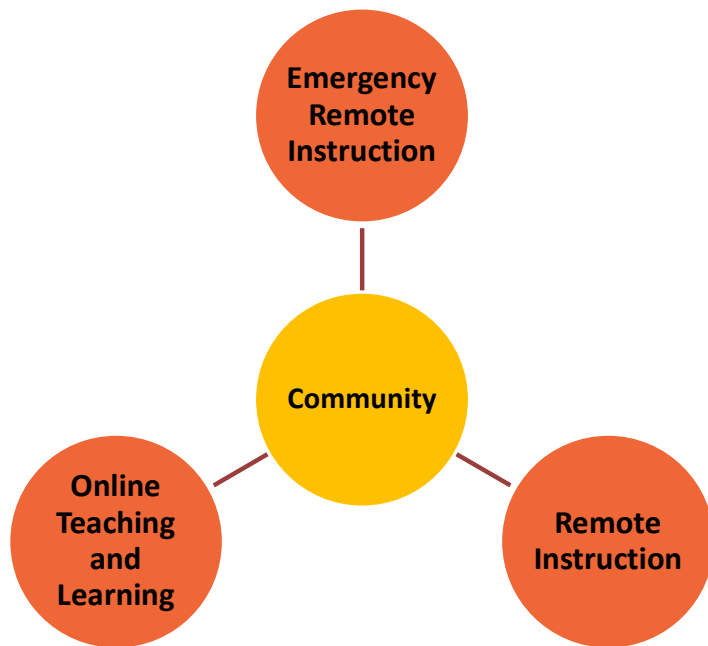 Emergency
Remote
Instruction
Community
Online
Teaching
and
Learning
Remote
Instruction